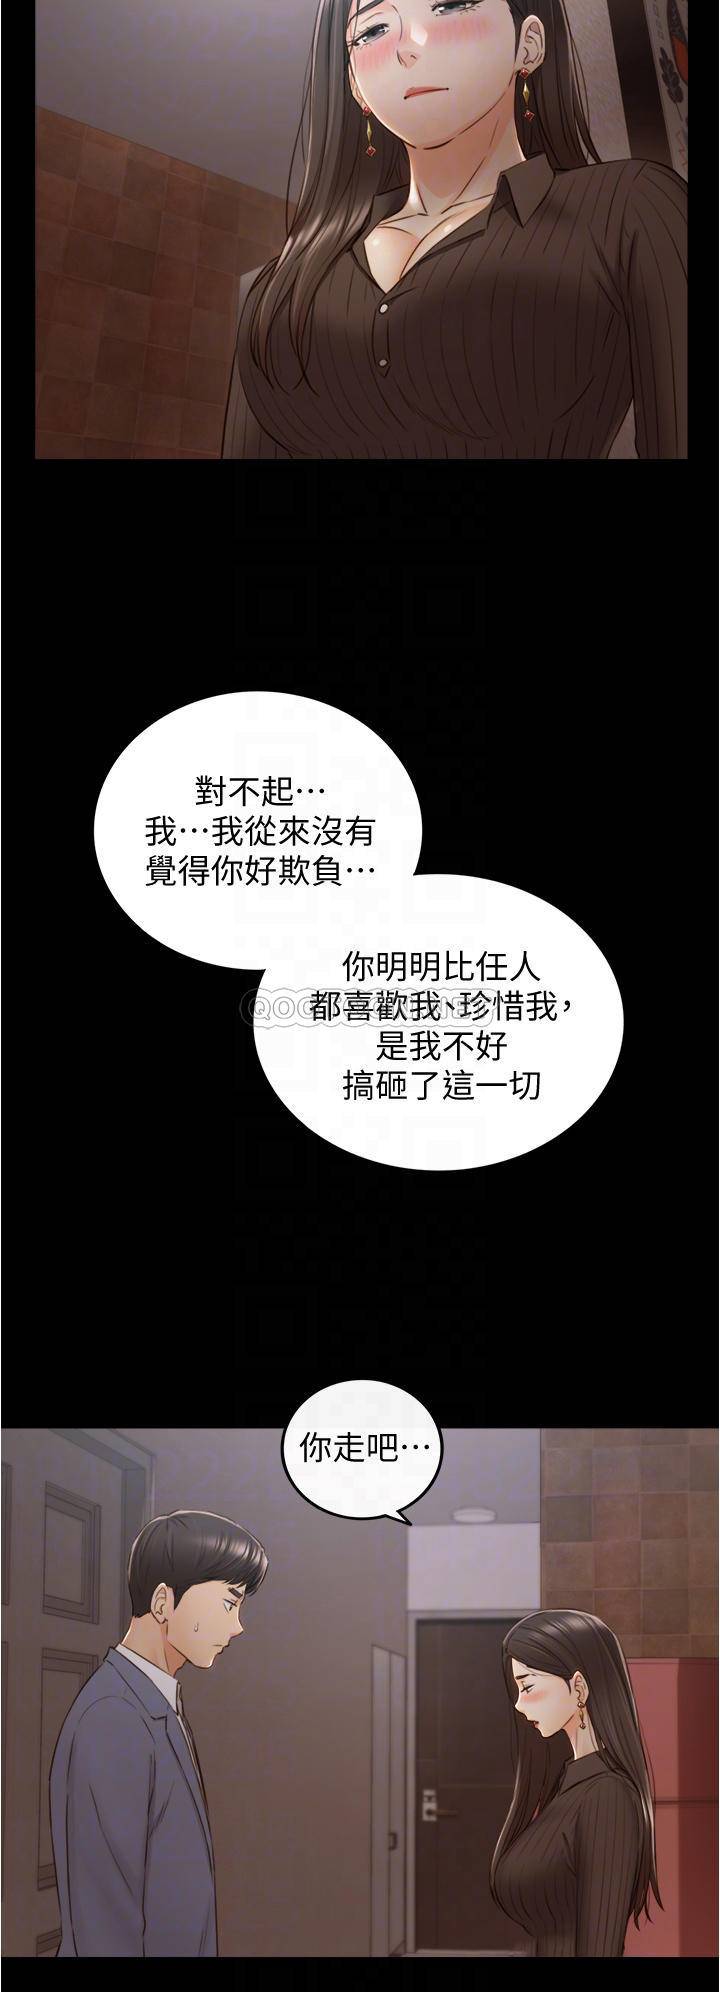 對不起…
我…我從來沒有
覺得你好欺負…
你明明比任人
都喜歡我、珍惜我，
是我不好
搞砸了這一切
你走吧…